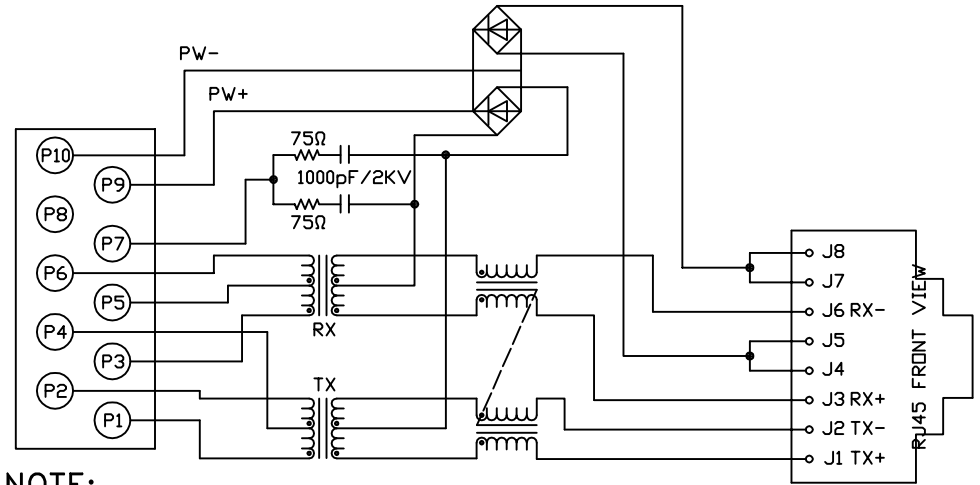 PW-
PW+
75Ω
1000pF/2KV
75Ω
P10
P9
P8
P7
P6
P5
P4
P3
P2
P1
RX
TX
J8
J7
J6 RX-
J5
J4
J3 RX+
J2 TX-
J1 TX+
RJ45 FRONT VIEW
NOTE: